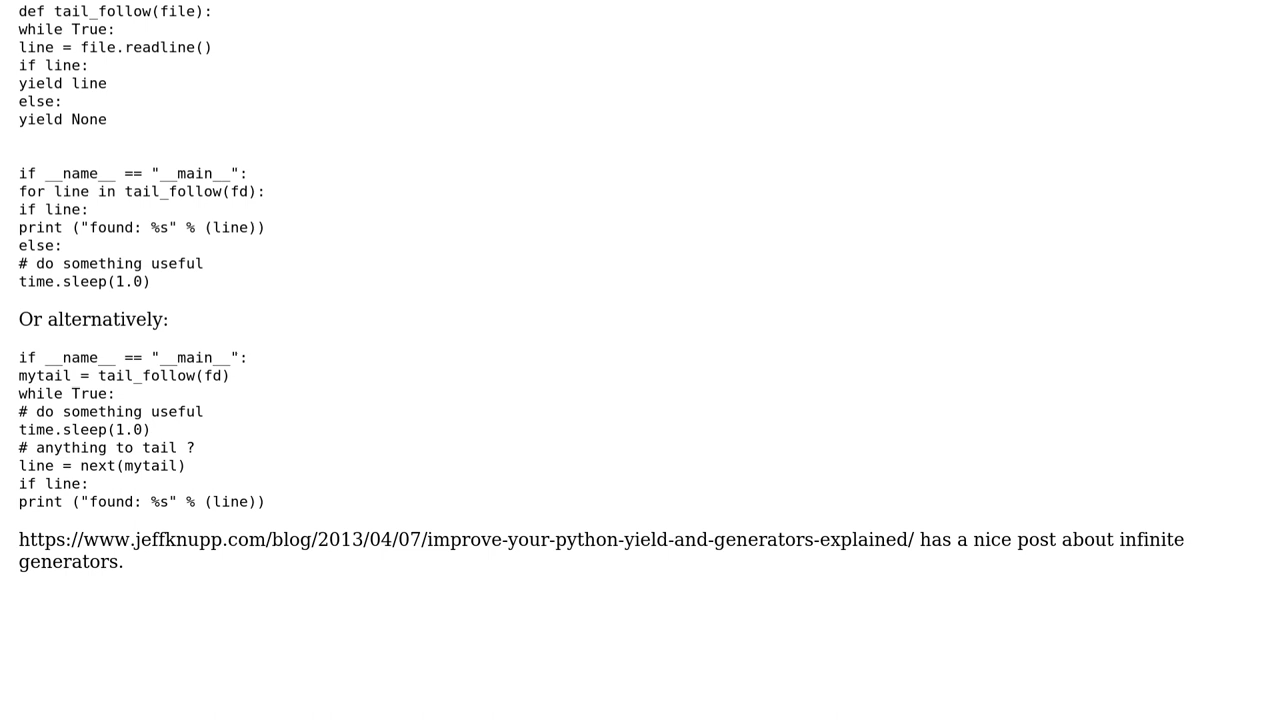 def tail_follow(file):
while True:
line = file.readline()
if line:
yield line
else:
yield None
if __name__ == "__main__":
for line in tail_follow(fd):
if line:
print ("found: %s" % (line))
else:
# do something useful
time.sleep(1.0)
Or alternatively:
if __name__ == "__main__":
mytail = tail_follow(fd)
while True:
# do something useful
time.sleep(1.0)
# anything to tail ?
line = next(mytail)
if line:
print ("found: %s" % (line))
https://www.jeffknupp.com/blog/2013/04/07/improve-your-python-yield-and-generators-explained/ has a nice post about infinite
generators.